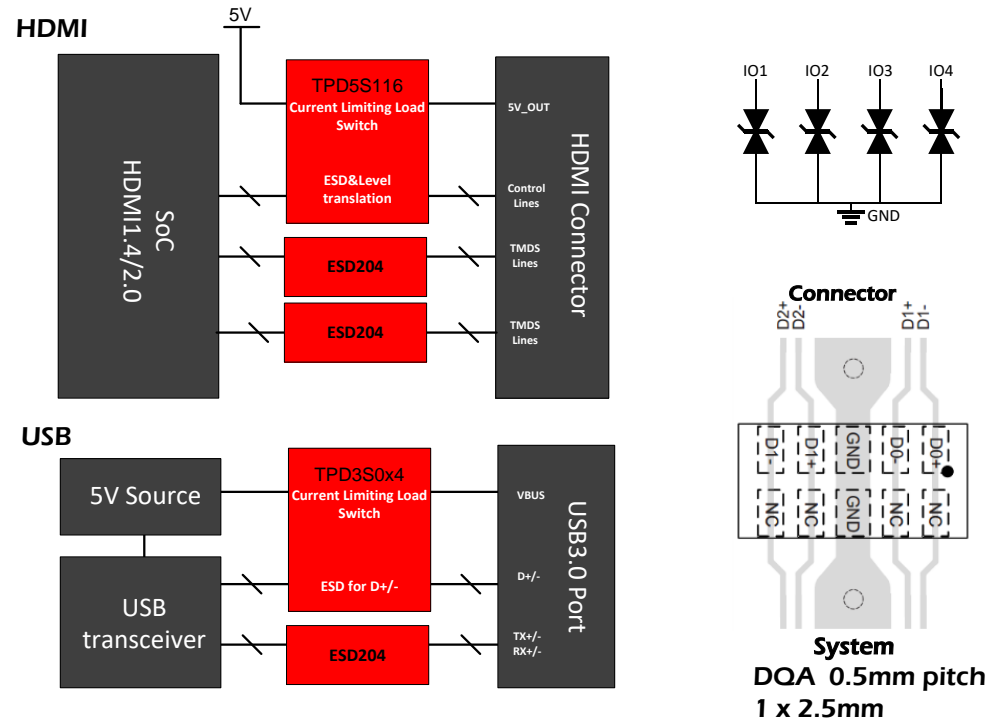 HDMI
5V
SoC
HDMI1.4/2.0
TPD5S116
Current Limiting Load
Switch
ESD&Level
translation
ESD204
ESD204
5V_OUT
Control
Lines
TMDS
Lines
TMDS
Lines
HDMI Connector
USB
5V Source
USB
transceiver
TPD3S0x4
Current Limiting Load
Switch
ESD for D+/-
ESD204
VBUS
D+/-
TX+/-
RX+/-
USB3.0 Port
IO1
IO2
IO3
IO4
GND
Connector
D2+
D2-
D1+
D1-
D1-
D1+
GND
D0-
D0+
NC
NC
GND
NC
NC
System
DQA 0.5mm pitch
1 x 2.5mm